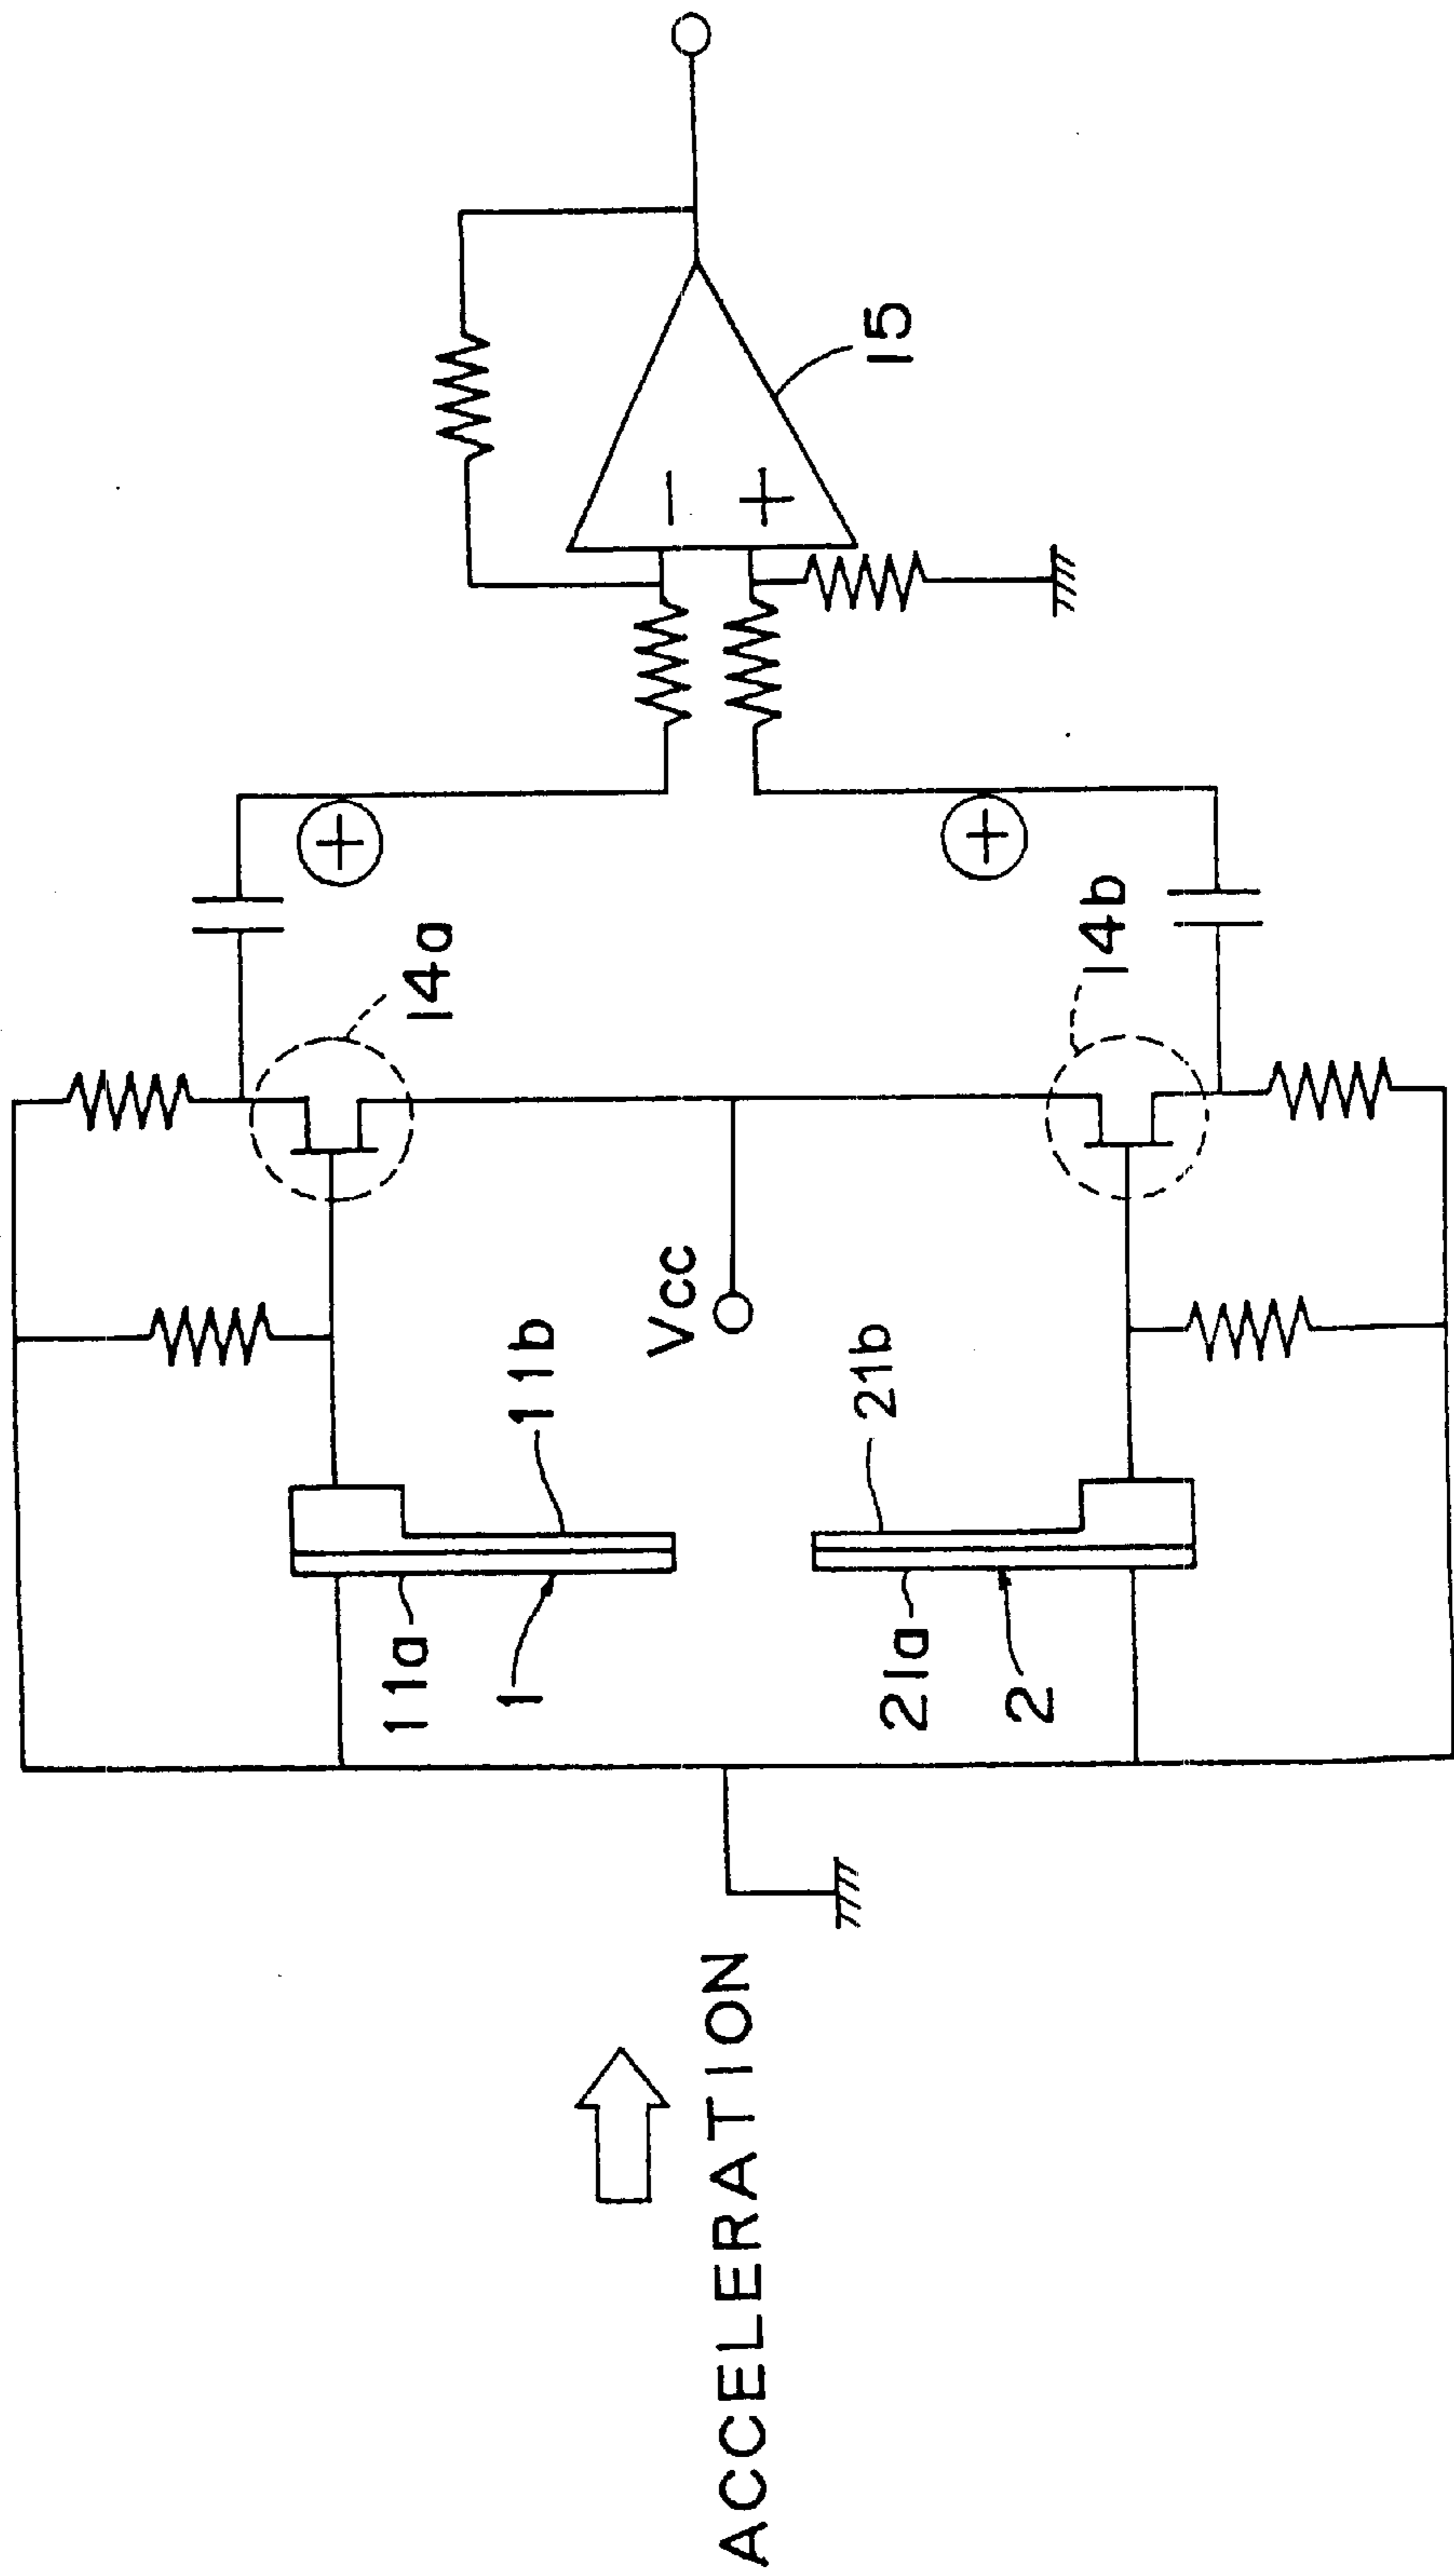 ACCELERATION
1
11a
11b
2
21a
21b
Vcc
14a
14b
+
+
−
+
15